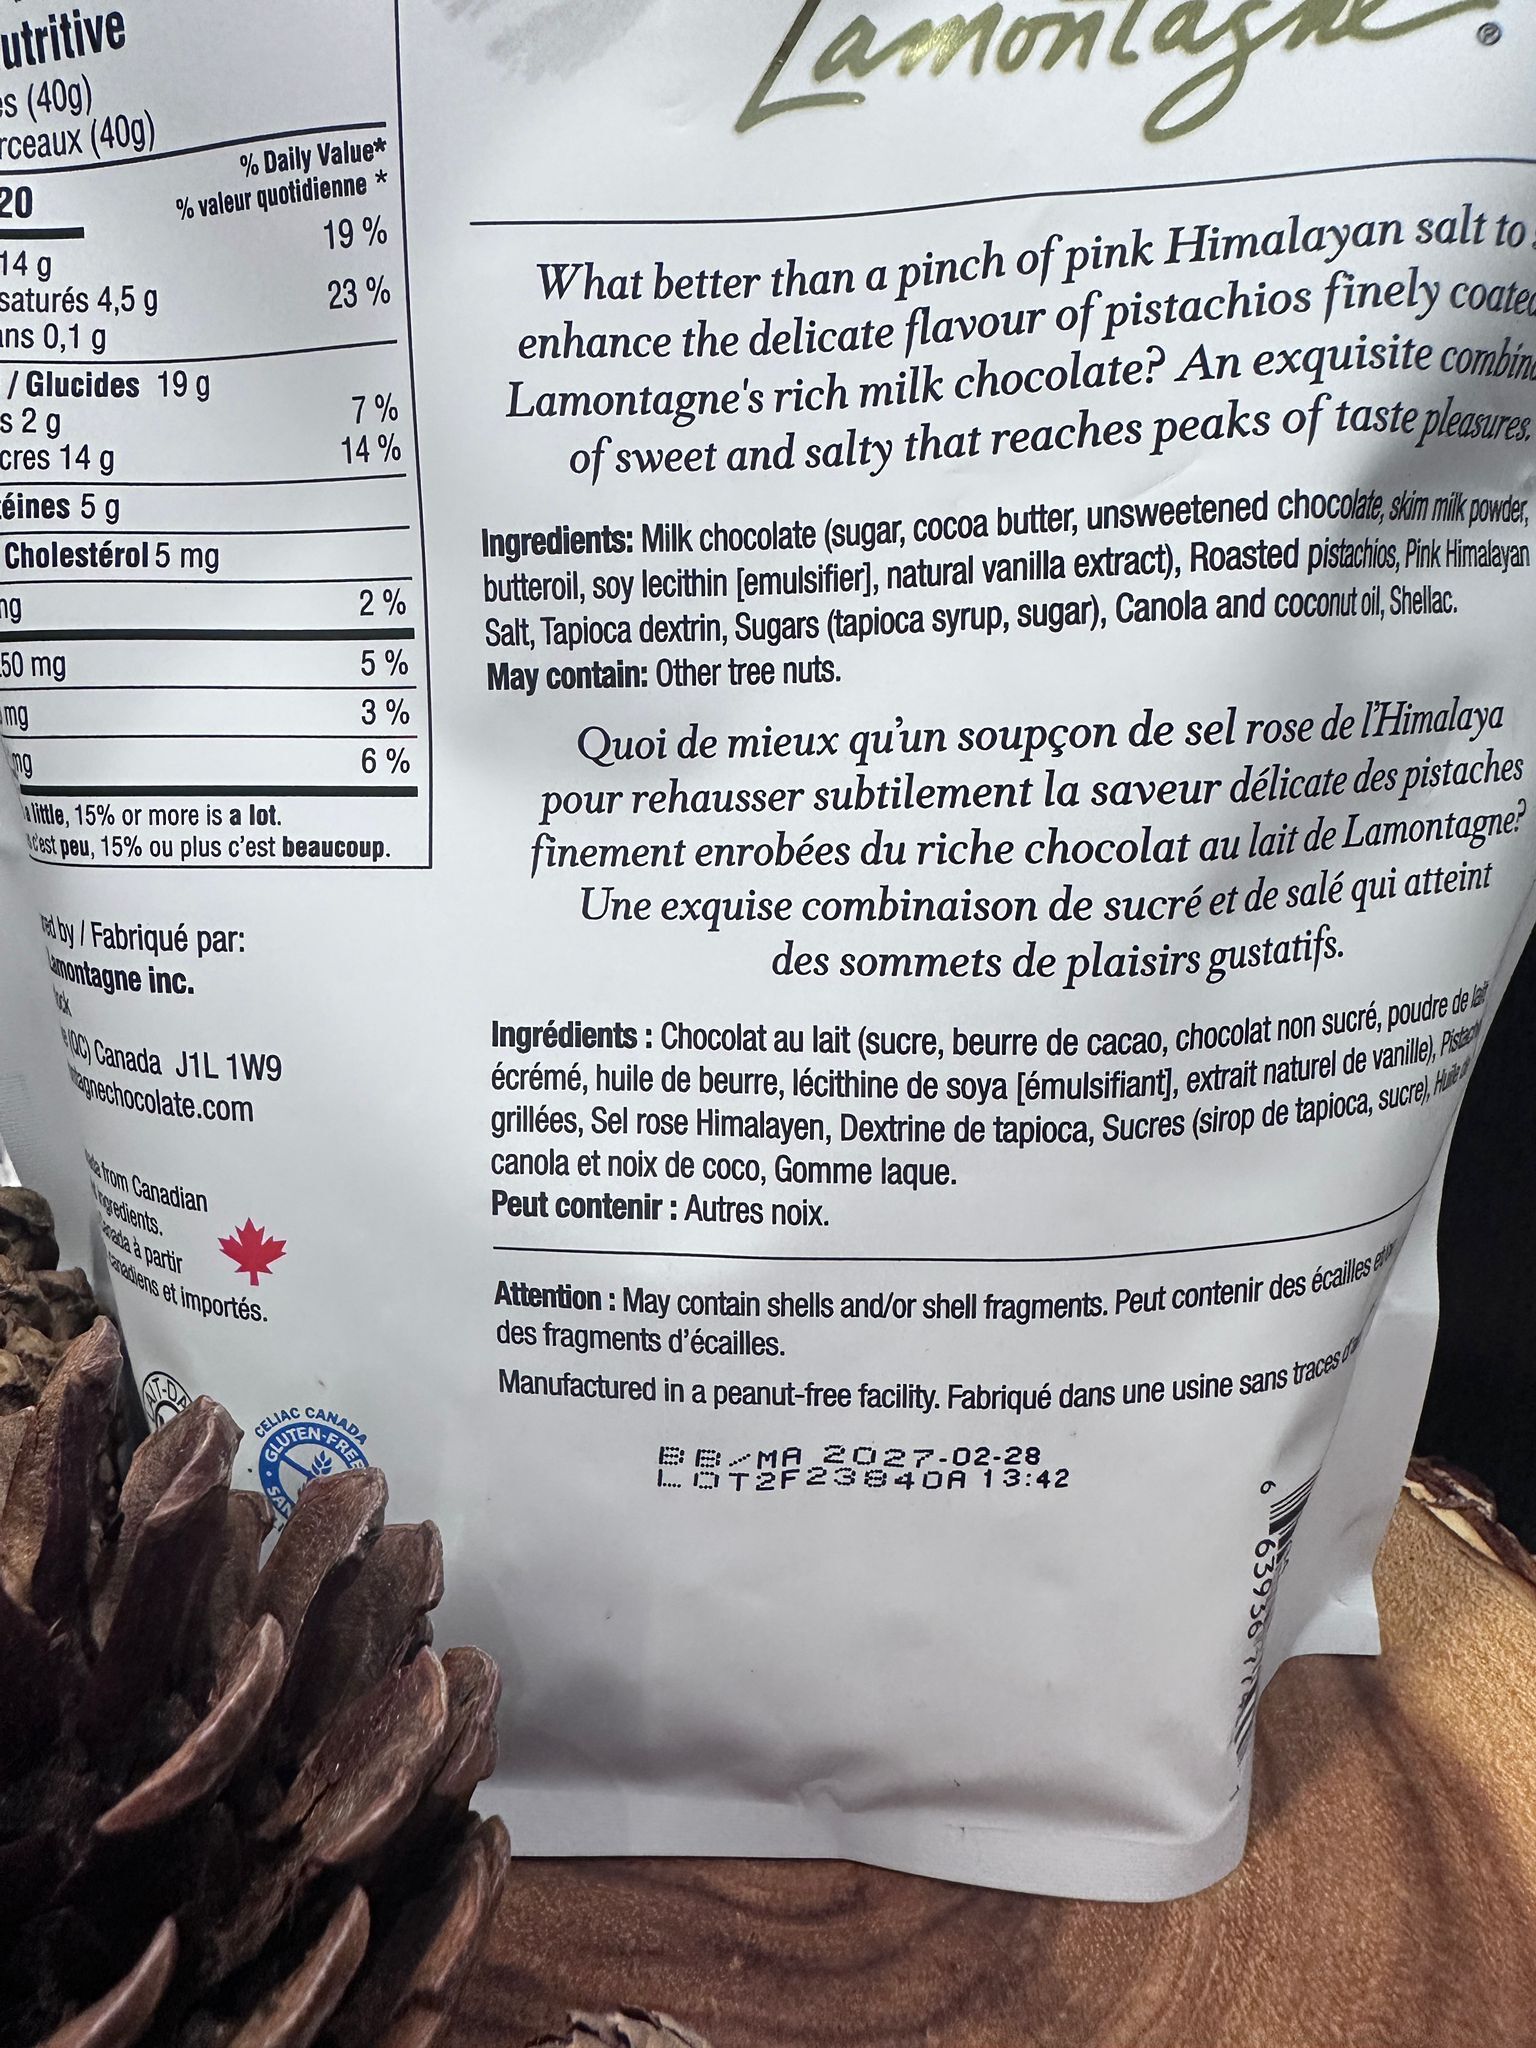 Lamontagne®
utritive
(40g)
(40g)
% Daily Value*
% valeur quotidienne *
20
19 %
14 g
saturés 4,5 g
23 %
0,1 g
/ Glucides 19 g
2 g
7 %
14 g
14 %
5 g
Cholestérol 5 mg
2 %
mg
5 %
mg
3 %
6 %
a little, 15% or more is a lot.
c'est peu, 15% ou plus c'est beaucoup.
by / Fabriqué par:
Lamontagne inc.
(QC) Canada J1L 1W9
from Canadian
ingredients.
à partir
canadiens et importés.
CELIAC CANADA
GLUTEN-FREE
What better than a pinch of pink Himalayan salt to
enhance the delicate flavour of pistachios finely coated
Lamontagne's rich milk chocolate? An exquisite
of sweet and salty that reaches peaks of taste pleasures.
Ingredients: Milk chocolate (sugar, cocoa butter, unsweetened chocolate, skim milk powder,
butteroil, soy lecithin [emulsifier], natural vanilla extract), Roasted pistachios, Pink Himalayan
Salt, Tapioca dextrin, Sugars (tapioca syrup, sugar), Canola and coconut oil, Shellac.
May contain: Other tree nuts.
Quoi de mieux qu'un soupçon de sel rose de l'Himalaya
pour rehausser subtilement la saveur délicate des pistaches
finement enrobées du riche chocolat au lait de Lamontagne?
Une exquise combinaison de sucré et de salé qui atteint
des sommets de plaisirs gustatifs.
Ingrédients : Chocolat au lait (sucre, beurre de cacao, chocolat non sucré, poudre de lait
écrémé, huile de beurre, lécithine de soya [émulsifiant], extrait naturel de vanille),
grillées, Sel rose Himalayen, Dextrine de tapioca, Sucres (sirop de tapioca, sucre), Huile
canola et noix de coco, Gomme laque.
Peut contenir : Autres noix.
Attention : May contain shells and/or shell fragments. Peut contenir des écailles
des fragments d'écailles.
Manufactured in a peanut-free facility. Fabriqué dans une usine sans traces
BB/MA 2027-02-28
LOT2F23840A 13:42
6